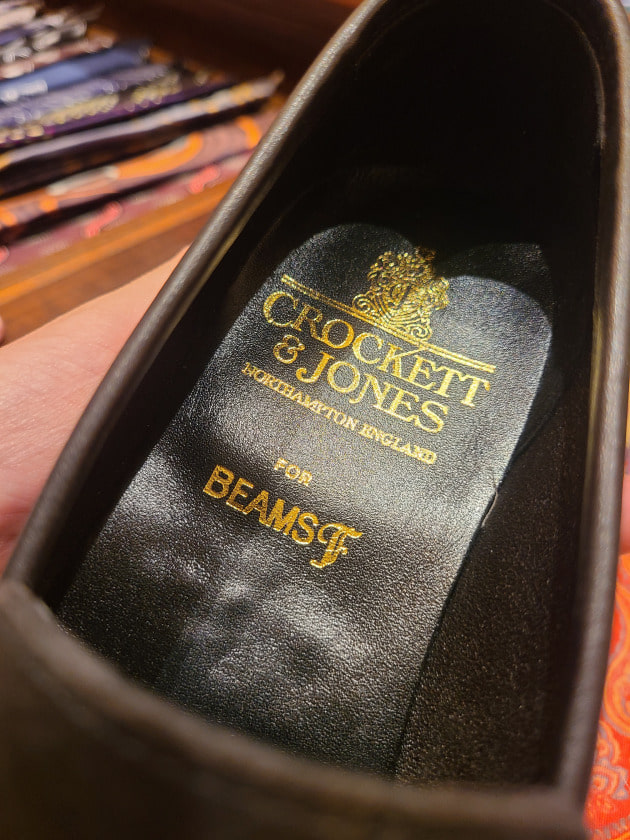 CROCKETT
& JONES
NORTHAMPTON ENGLAND
FOR
BEAMS F